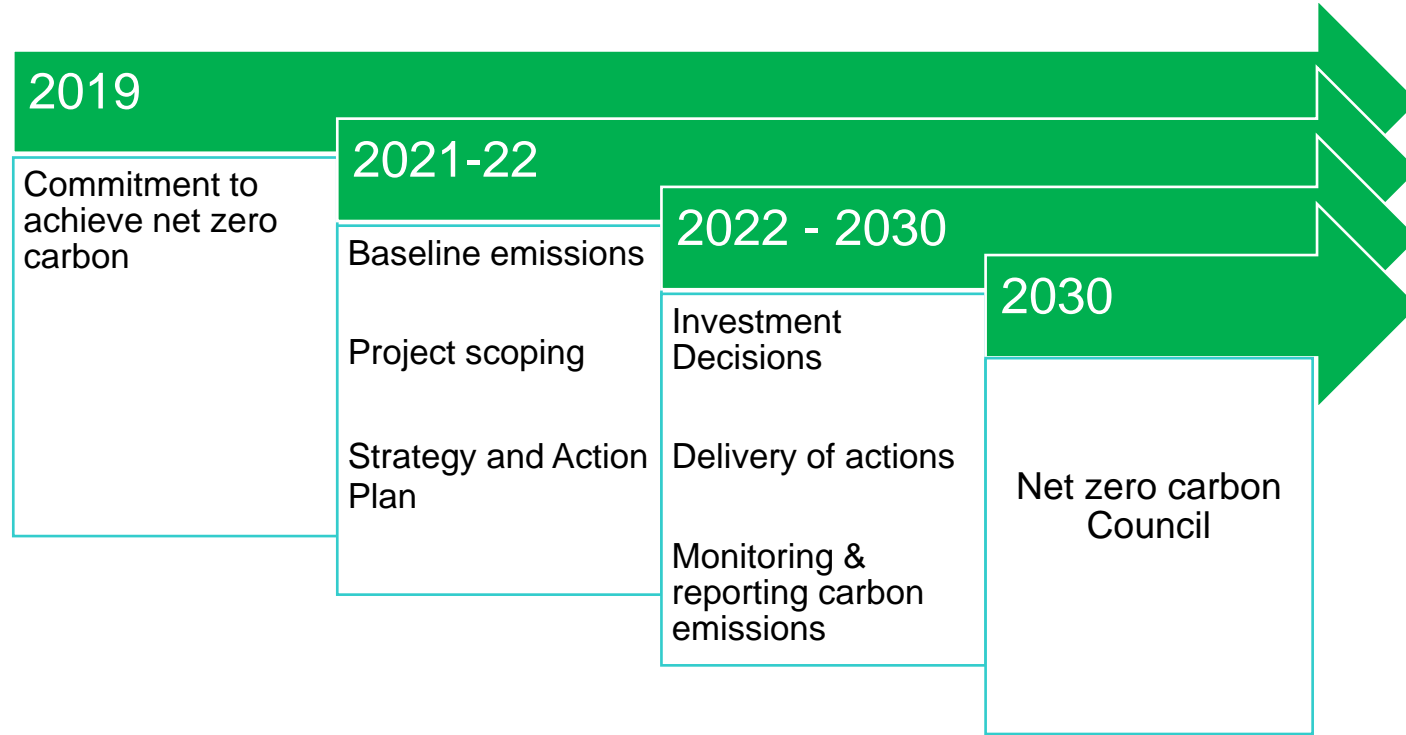 2019
Commitment to
achieve net zero
carbon
2021-22
Baseline emissions
Project scoping
Strategy and Action
Plan
2022 - 2030
Investment
Decisions
Delivery of actions
Monitoring &
reporting carbon
emissions
2030
Net zero carbon
Council